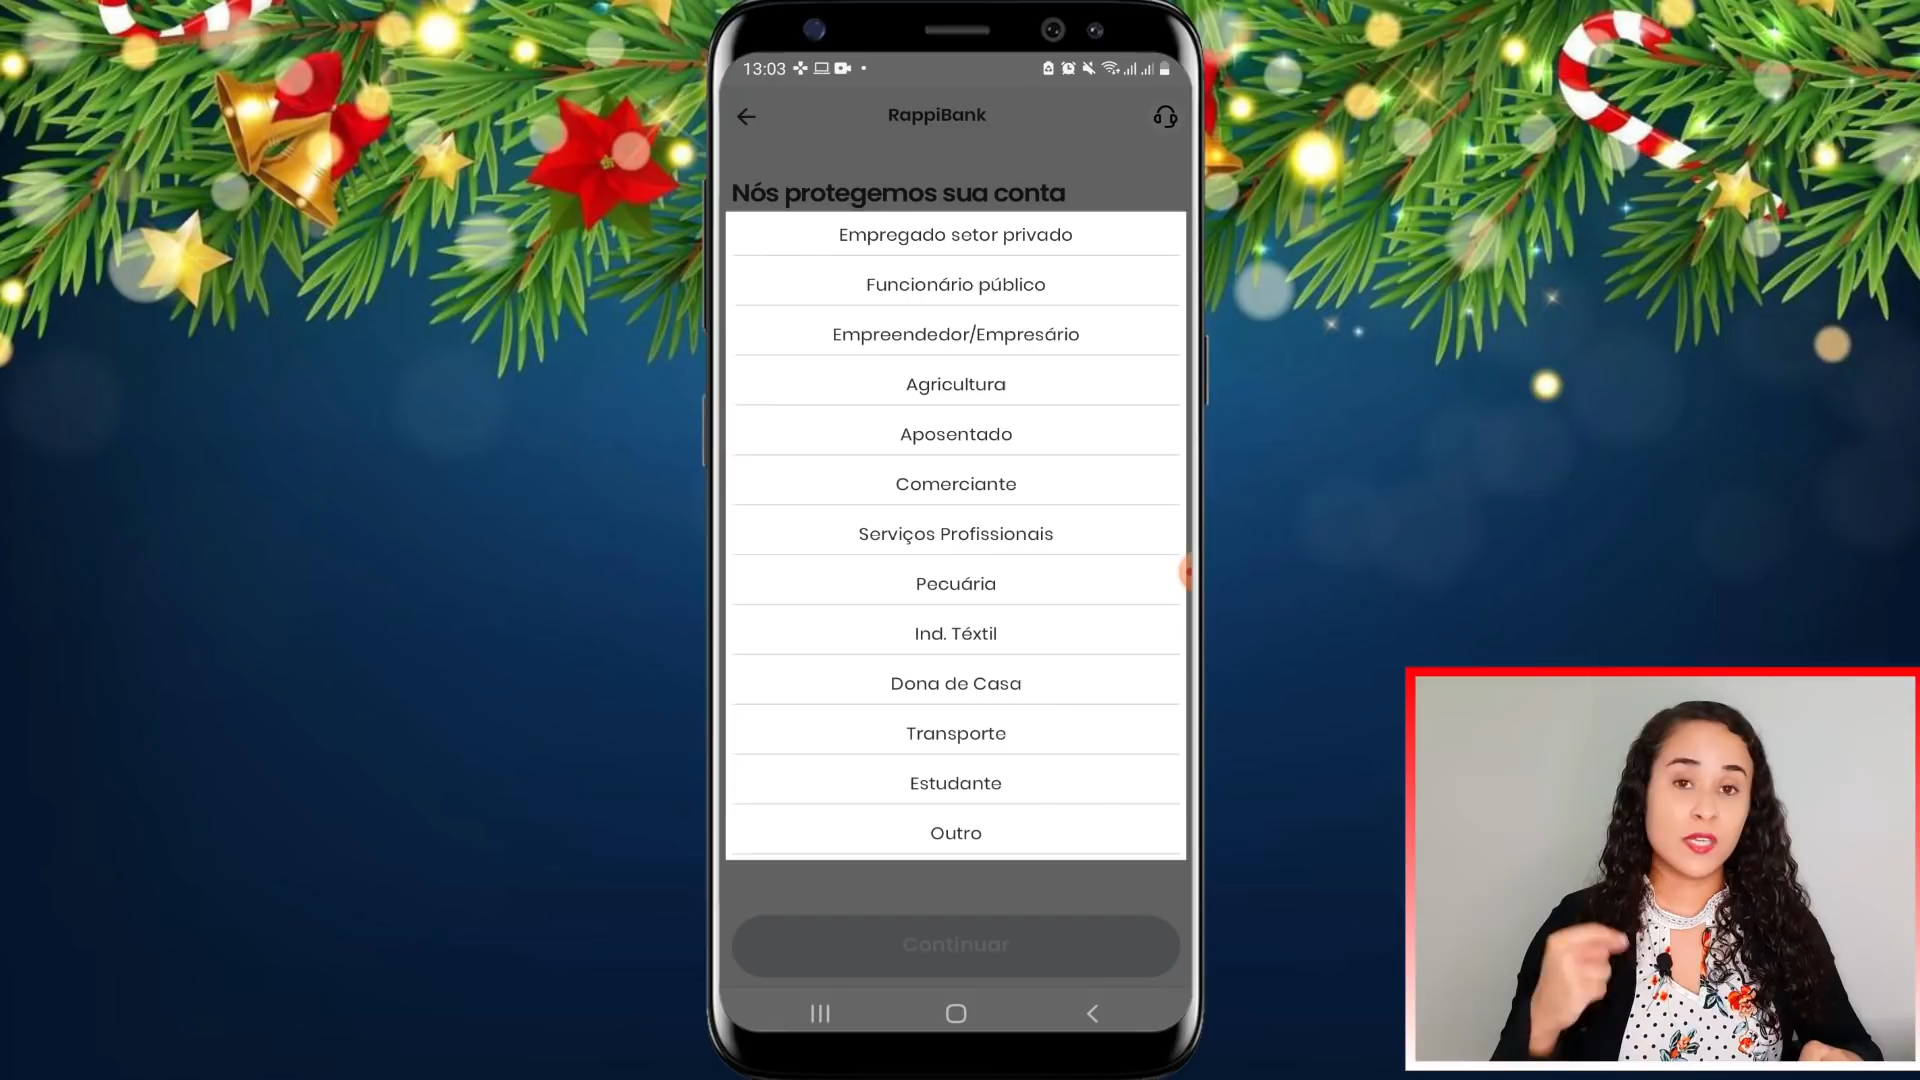 13:03
RappiBank
Nós protegemos sua conta
Empregado setor privado
Funcionário público
Empreendedor/Empresário
Agricultura
Aposentado
Comerciante
Serviços Profissionais
Pecuária
Ind. Téxtil
Dona de Casa
Transporte
Estudante
Outro
Continuar